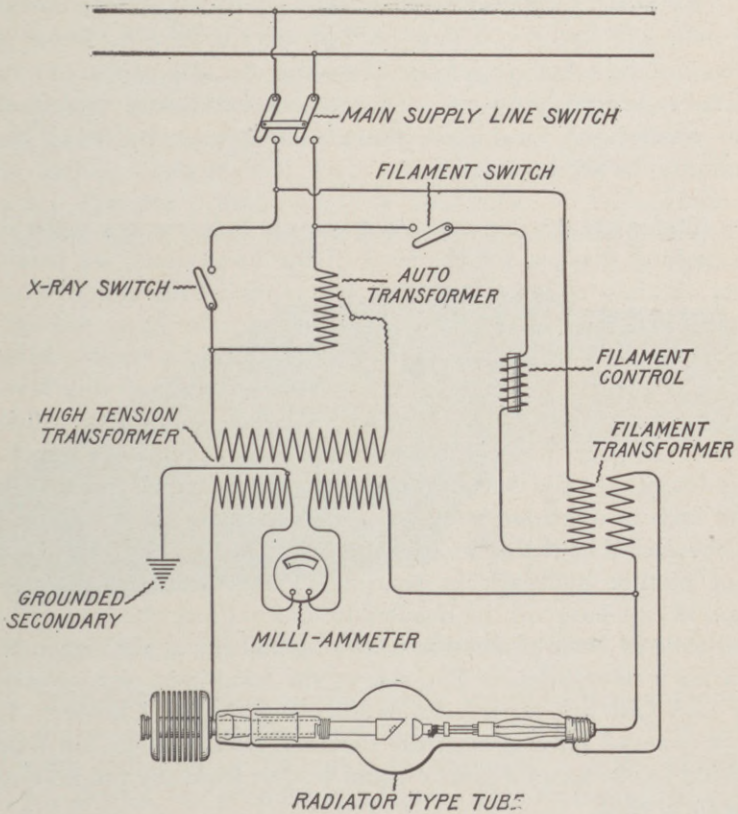 MAIN SUPPLY LINE SWITCH
FILAMENT SWITCH
X-RAY SWITCH
AUTO
TRANSFORMER
FILAMENT
CONTROL
HIGH TENSION
TRANSFORMER
FILAMENT
TRANSFORMER
GROUNDED
SECONDARY
MILLI-AMMETER
RADIATOR TYPE TUBE